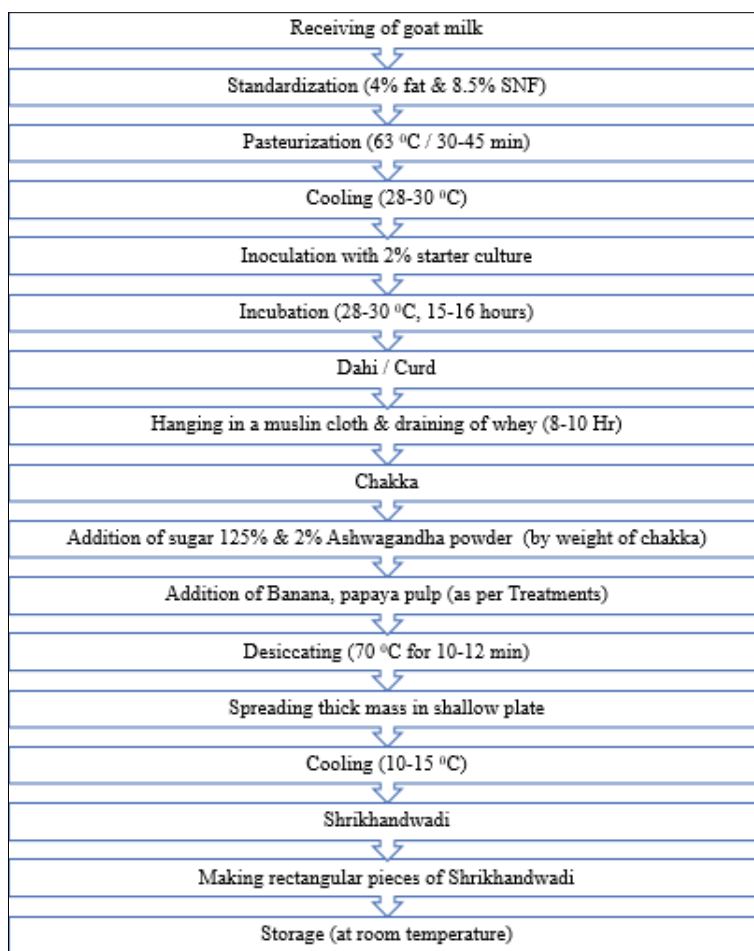 Receiving of goat milk
Standardization (4% fat & 8.5% SNF)
Pasteurization (63 ⁰C / 30-45 min)
Cooling (28-30 ⁰C)
Inoculation with 2% starter culture
Incubation (28-30 ⁰C, 15-16 hours)
Dahi / Curd
Hanging in a muslin cloth & draining of whey (8-10 Hr)
Chakka
Addition of sugar 125% & 2% Ashwagandha powder (by weight of chakka)
Addition of Banana, papaya pulp (as per Treatments)
Desiccating (70 ⁰C for 10-12 min)
Spreading thick mass in shallow plate
Cooling (10-15 ⁰C)
Shrikhandwadi
Making rectangular pieces of Shrikhandwadi
Storage (at room temperature)